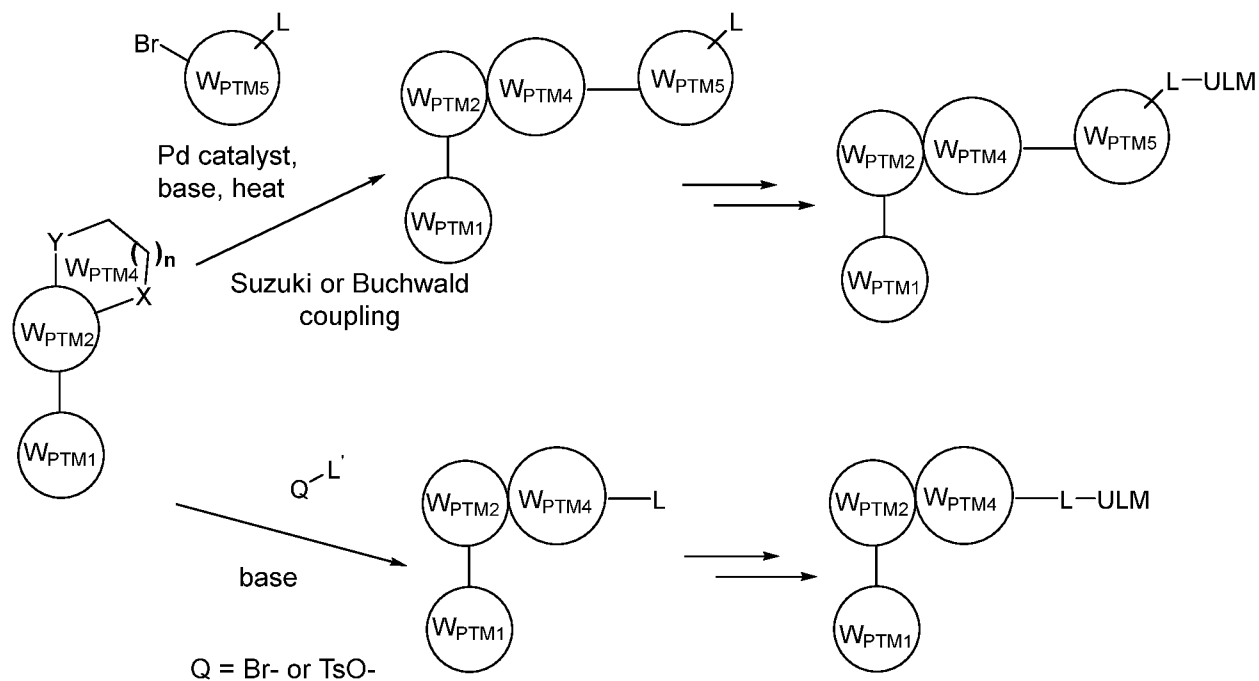 Br
L
W_PTM5
Pd catalyst,
base, heat
W_PTM2
W_PTM4
W_PTM5
L
W_PTM1
W_PTM2
W_PTM4
W_PTM5
L—ULM
W_PTM1
Y
W_PTM4
( )n
X
W_PTM2
W_PTM1
Suzuki or Buchwald
coupling
Q
L'
base
Q = Br- or TsO-
W_PTM2
W_PTM4
L
W_PTM1
W_PTM2
W_PTM4
L—ULM
W_PTM1